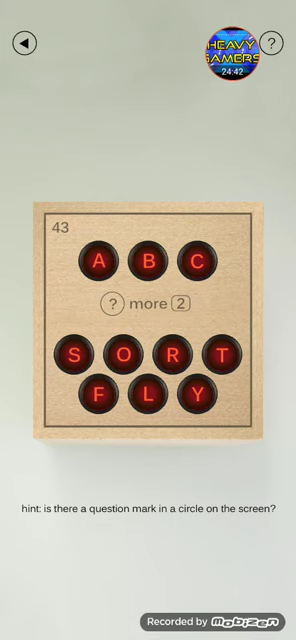 HEAVY
GAMERS
24:42
?
43
A B C
? more 2
S O R T
F L Y
hint: is there a question mark in a circle on the screen?
Recorded by Mobizen